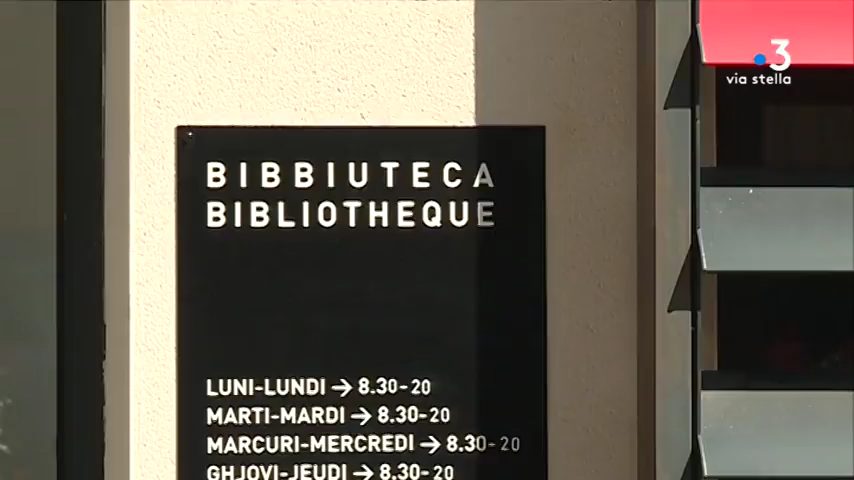 3
via stella
BIBBIUTECA
BIBLIOTHEQUE
LUNI-LUNDI → 8.30-20
MARTI-MARDI → 8.30-20
MARCURI-MERCREDI → 8.30-20
GHJOVI-JEUDI → 8.30-20